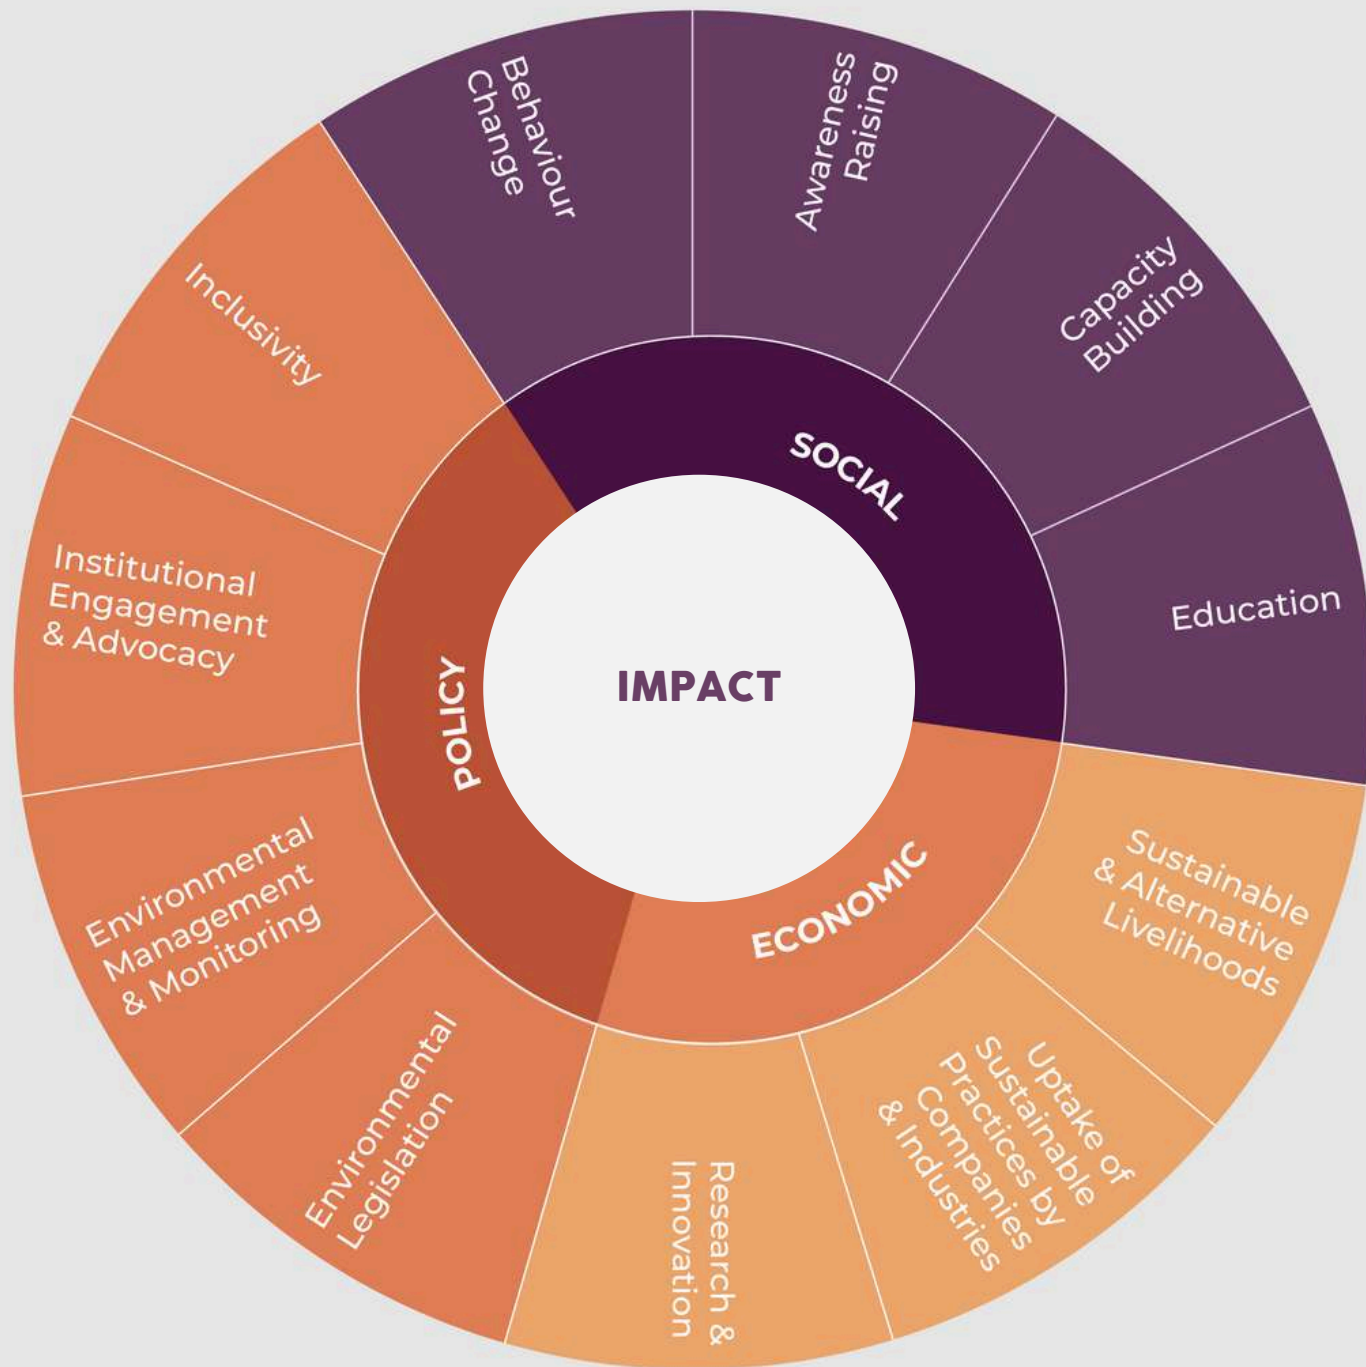 IMPACT
SOCIAL
Behaviour
Change
Awareness
Raising
Capacity
Building
Education
ECONOMIC
Sustainable
& Alternative
Livelihoods
Uptake of
Sustainable
Practices by
Companies
& Industries
Research &
Innovation
POLICY
Environmental
Legislation
Environmental
Management
& Monitoring
Institutional
Engagement
& Advocacy
Inclusivity